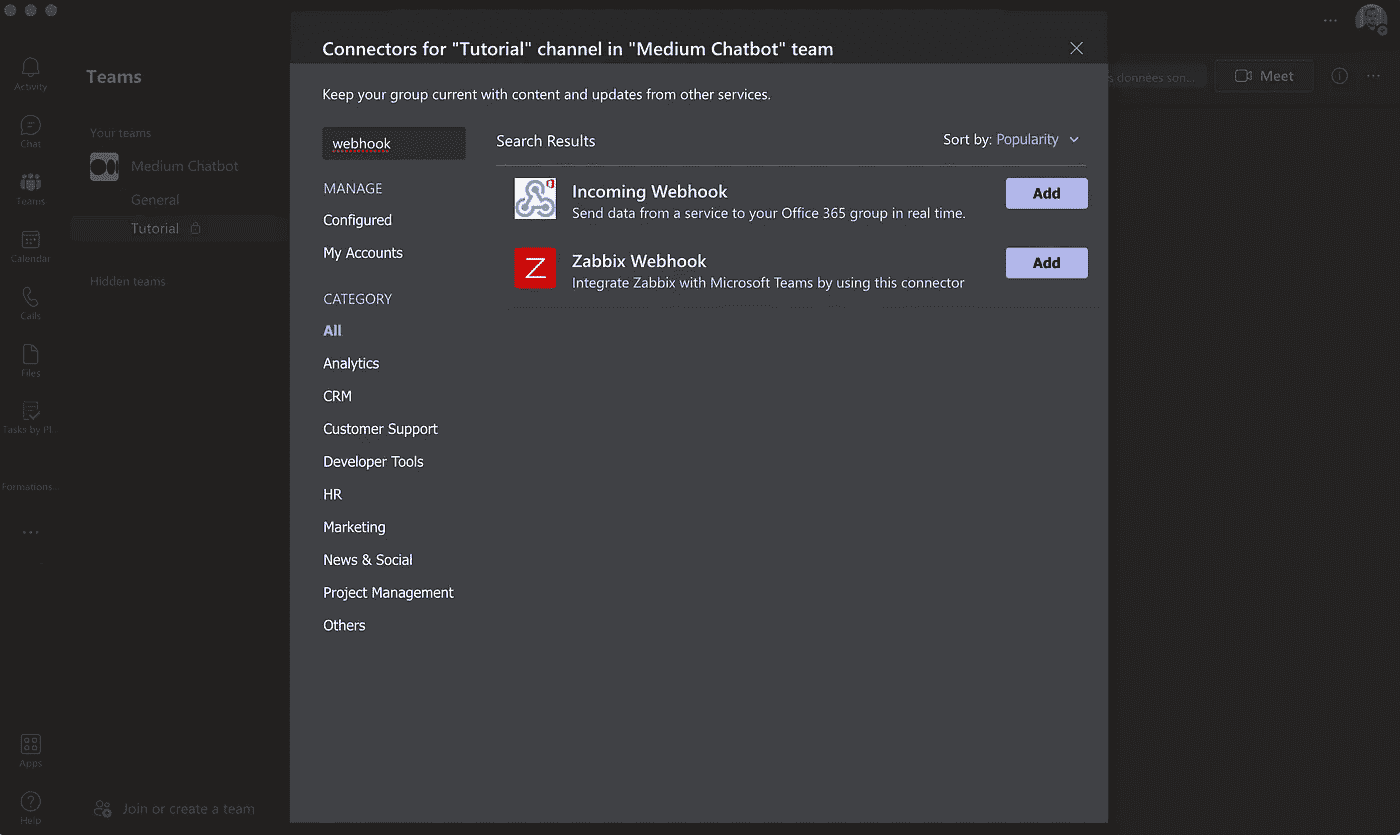 Connectors for "Tutorial" channel in "Medium Chatbot" team
Keep your group current with content and updates from other services.
webhook
Search Results
Sort by: Popularity
MANAGE
Configured
My Accounts
CATEGORY
All
Analytics
CRM
Customer Support
Developer Tools
HR
Marketing
News & Social
Project Management
Others
Incoming Webhook
Send data from a service to your Office 365 group in real time.
Add
Z
Zabbix Webhook
Integrate Zabbix with Microsoft Teams by using this connector
Add
Activity
Chat
Teams
Calendar
Calls
Files
Tasks by Pl...
Formations...
Apps
Help
Teams
Your teams
Medium Chatbot
General
Tutorial
Hidden teams
Join or create a team
s données son...
Meet